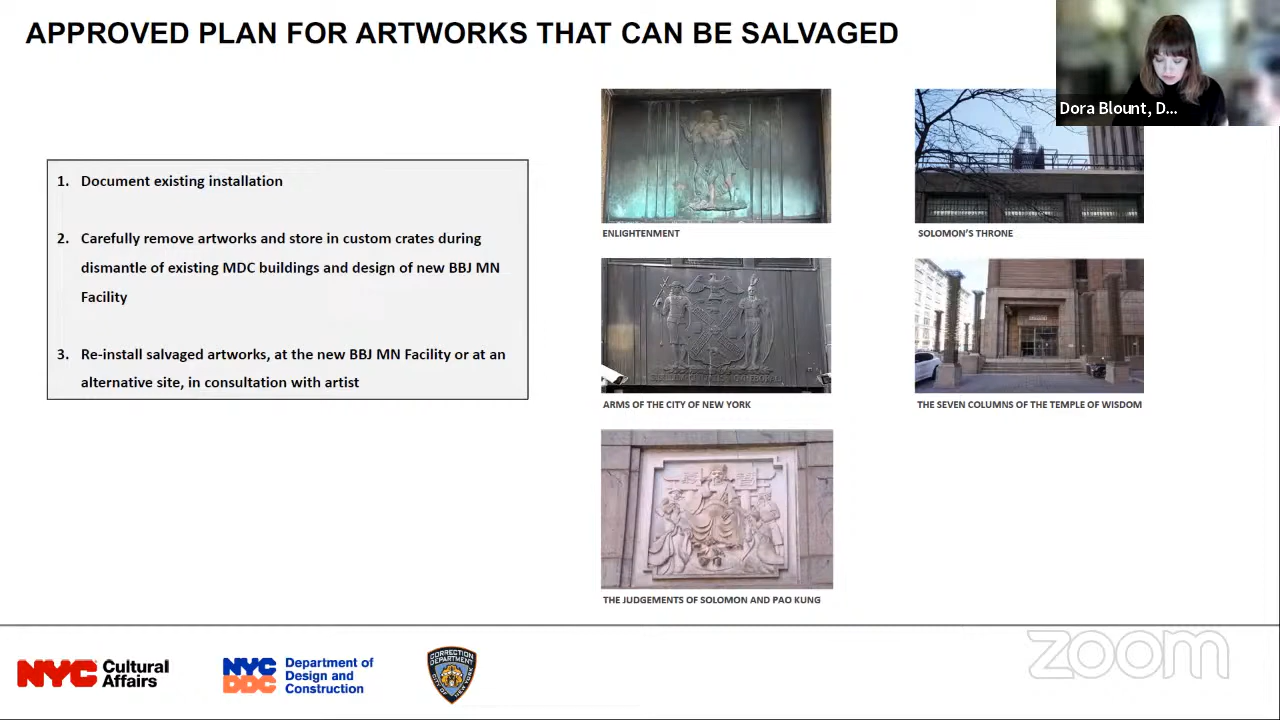 APPROVED PLAN FOR ARTWORKS THAT CAN BE SALVAGED
Dora Blount, D...
1. Document existing installation
2. Carefully remove artworks and store in custom crates during
dismantle of existing MDC buildings and design of new BBJ MN
Facility
3. Re-install salvaged artworks, at the new BBJ MN Facility or at an
alternative site, in consultation with artist
ENLIGHTENMENT
SOLOMON'S THRONE
ARMS OF THE CITY OF NEW YORK
THE SEVEN COLUMNS OF THE TEMPLE OF WISDOM
THE JUDGEMENTS OF SOLOMON AND PAO KUNG
NYC Cultural
Affairs
NYC
DDC
Department of
Design and
Construction
CORRECTION
DEPARTMENT
CITY OF
NEW YORK
zoom